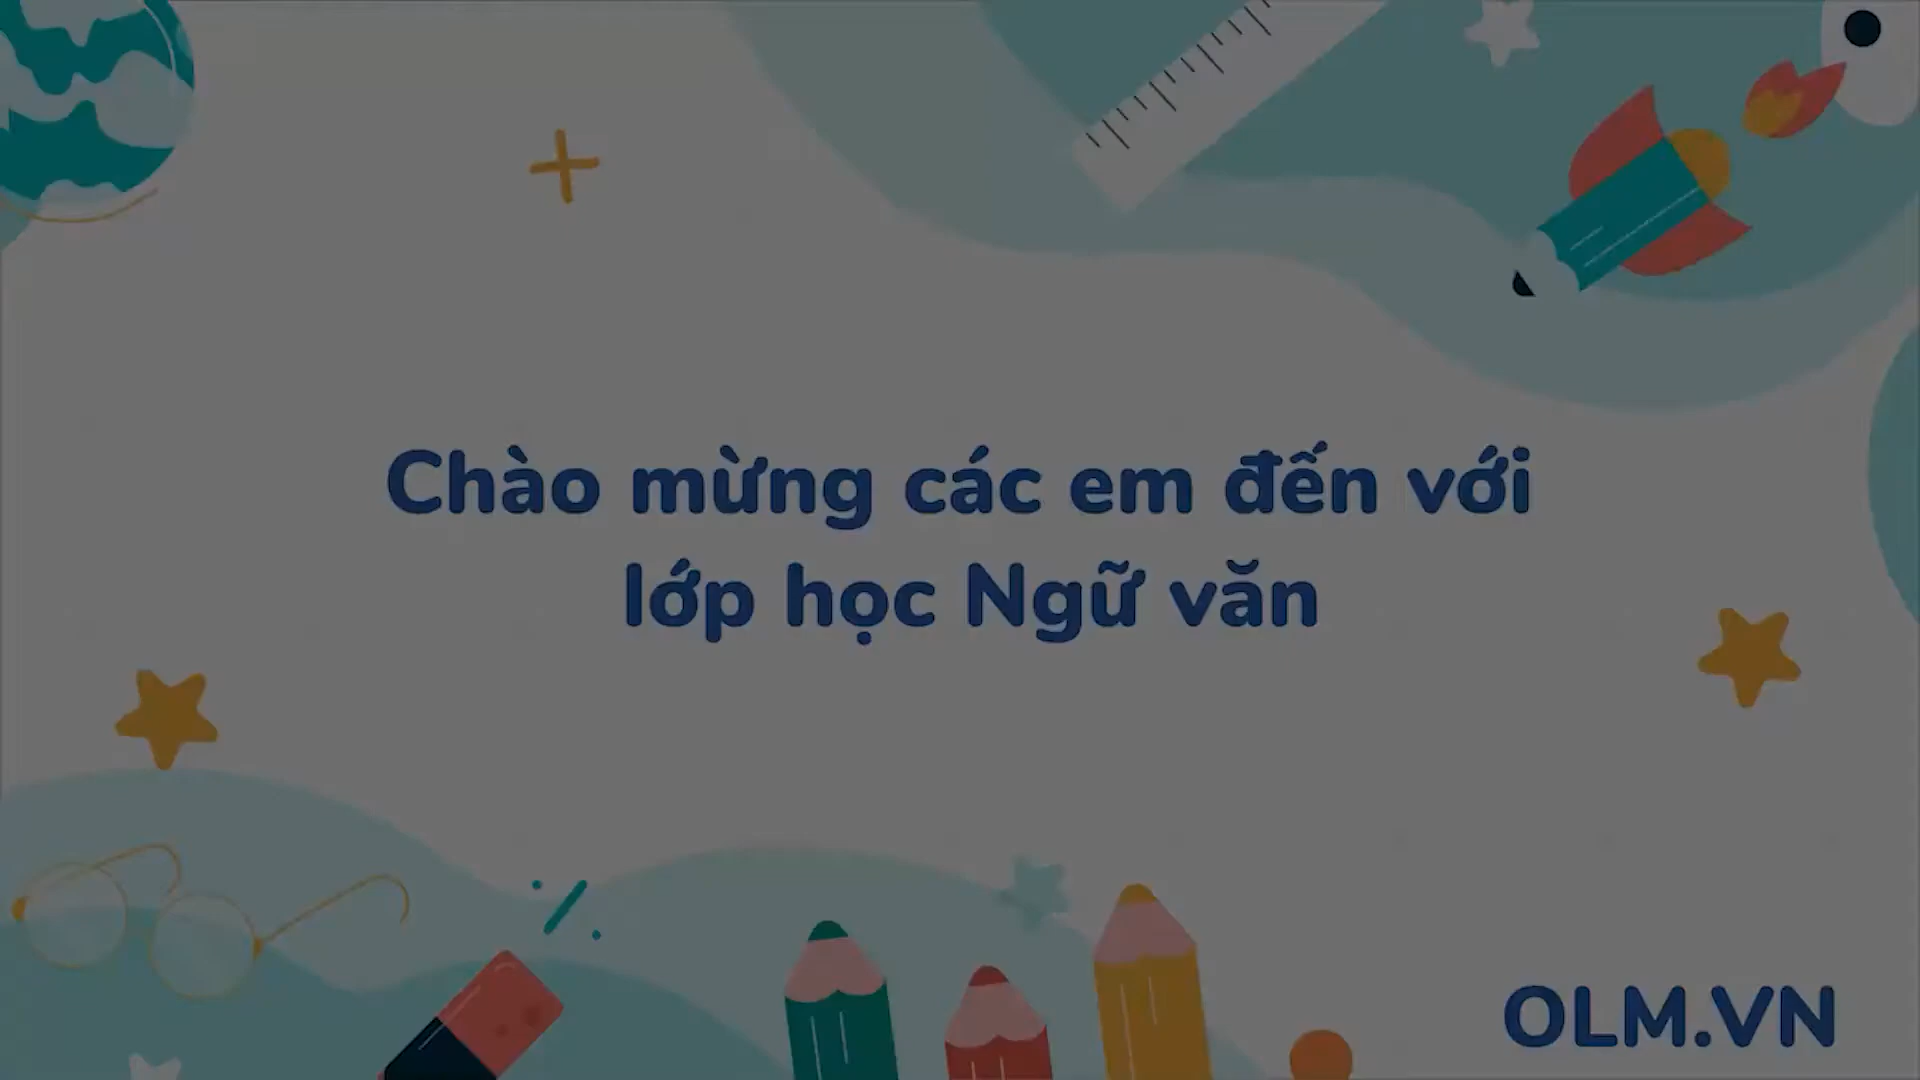 Chào mừng các em đến với
lớp học Ngữ văn
OLM.VN